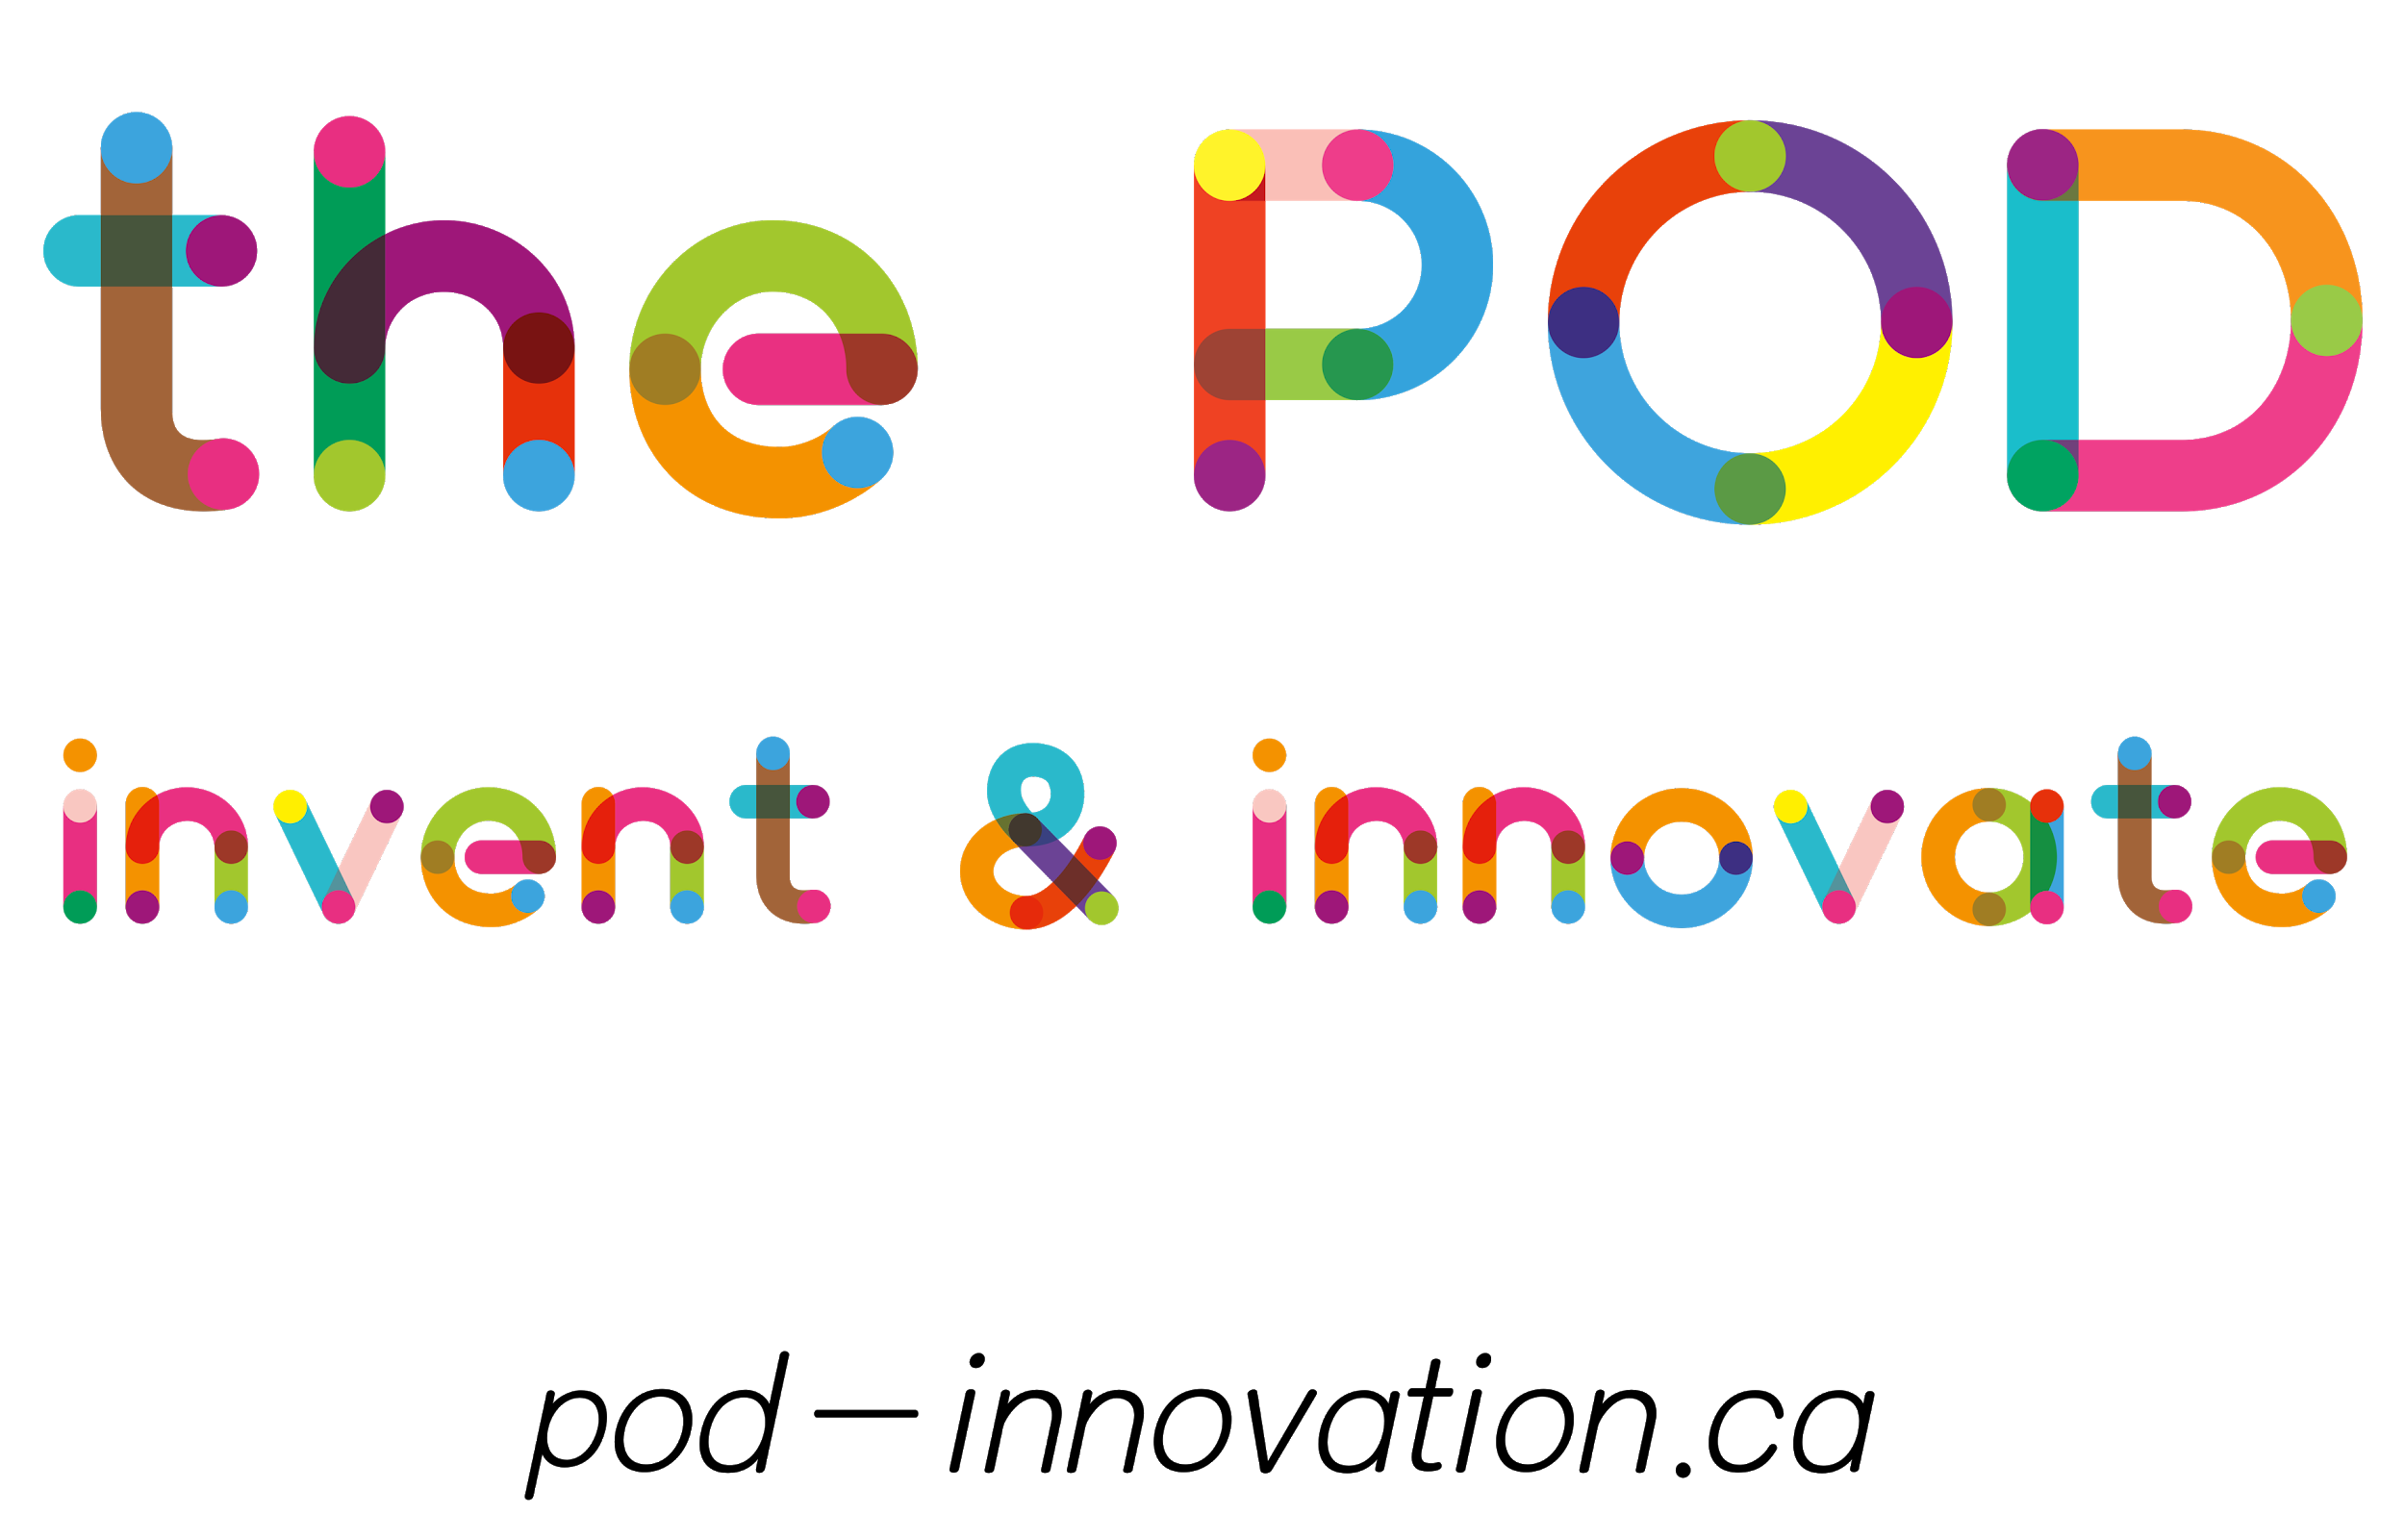 the POD
invent & innovate
pod—innovation.ca